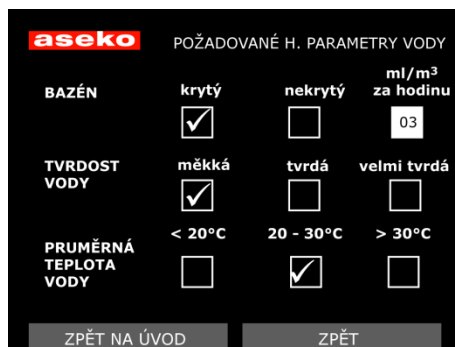 aseko POŽADOVANÉ H. PARAMETRY VODY
BAZÉN krytý nekrytý ml/m³ za hodinu
03
TVRDOST VODY měkká tvrdá velmi tvrdá
PRUMĚRNÁ TEPLOTA VODY < 20°C 20 - 30°C > 30°C
ZPĚT NA ÚVOD ZPĚT